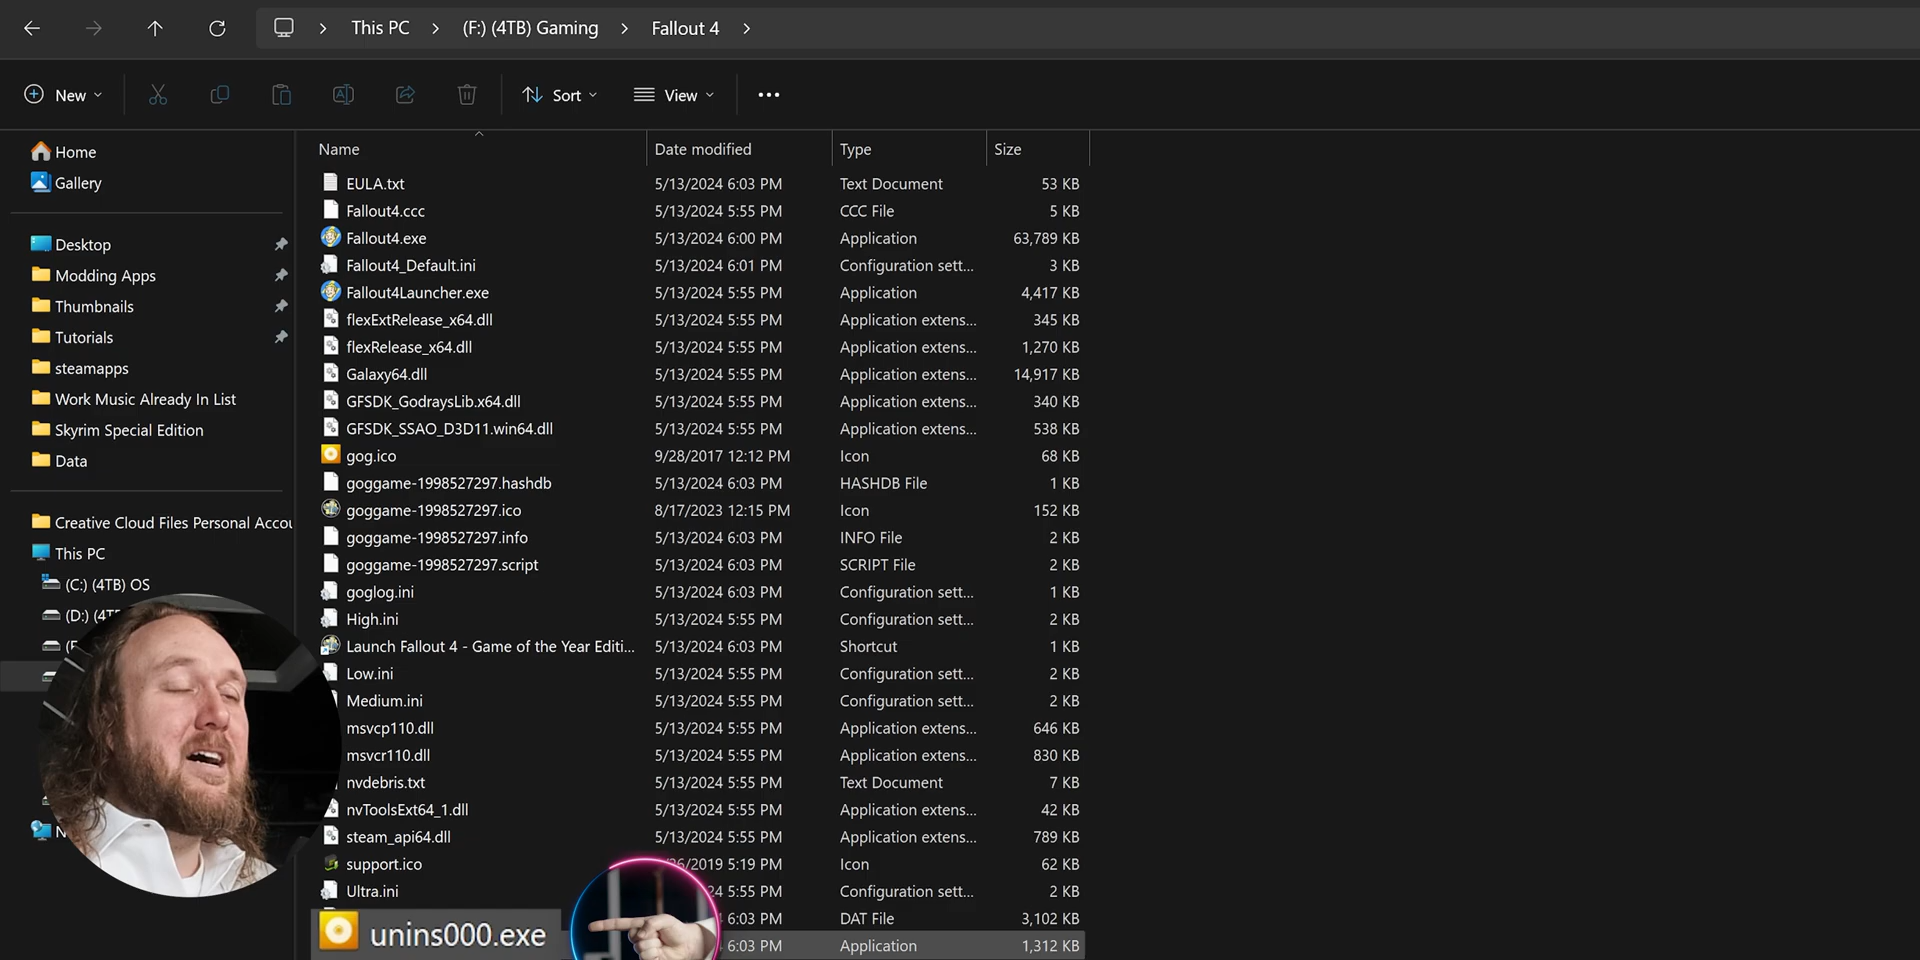 This PC > (F:) (4TB) Gaming > Fallout 4 >
New Sort View
Home
Gallery
Desktop
Modding Apps
Thumbnails
Tutorials
steamapps
Work Music Already In List
Skyrim Special Edition
Data
Creative Cloud Files Personal Accou
This PC
(C:) (4TB) OS
(D:) (4T
Name Date modified Type Size
EULA.txt 5/13/2024 6:03 PM Text Document 53 KB
Fallout4.ccc 5/13/2024 5:55 PM CCC File 5 KB
Fallout4.exe 5/13/2024 6:00 PM Application 63,789 KB
Fallout4_Default.ini 5/13/2024 6:01 PM Configuration sett... 3 KB
Fallout4Launcher.exe 5/13/2024 5:55 PM Application 4,417 KB
flexExtRelease_x64.dll 5/13/2024 5:55 PM Application extens... 345 KB
flexRelease_x64.dll 5/13/2024 5:55 PM Application extens... 1,270 KB
Galaxy64.dll 5/13/2024 5:55 PM Application extens... 14,917 KB
GFSDK_GodraysLib.x64.dll 5/13/2024 5:55 PM Application extens... 340 KB
GFSDK_SSAO_D3D11.win64.dll 5/13/2024 5:55 PM Application extens... 538 KB
gog.ico 9/28/2017 12:12 PM Icon 68 KB
goggame-1998527297.hashdb 5/13/2024 6:03 PM HASHDB File 1 KB
goggame-1998527297.ico 8/17/2023 12:15 PM Icon 152 KB
goggame-1998527297.info 5/13/2024 6:03 PM INFO File 2 KB
goggame-1998527297.script 5/13/2024 6:03 PM SCRIPT File 2 KB
goglog.ini 5/13/2024 6:03 PM Configuration sett... 1 KB
High.ini 5/13/2024 5:55 PM Configuration sett... 2 KB
Launch Fallout 4 - Game of the Year Editi... 5/13/2024 6:03 PM Shortcut 1 KB
Low.ini 5/13/2024 5:55 PM Configuration sett... 2 KB
Medium.ini 5/13/2024 5:55 PM Configuration sett... 2 KB
msvcp110.dll 5/13/2024 5:55 PM Application extens... 646 KB
msvcr110.dll 5/13/2024 5:55 PM Application extens... 830 KB
nvdebris.txt 5/13/2024 5:55 PM Text Document 7 KB
nvToolsExt64_1.dll 5/13/2024 5:55 PM Application extens... 42 KB
steam_api64.dll 5/13/2024 5:55 PM Application extens... 789 KB
support.ico /26/2019 5:19 PM Icon 62 KB
Ultra.ini 24 5:55 PM Configuration sett... 2 KB
6:03 PM DAT File 3,102 KB
unins000.exe 6:03 PM Application 1,312 KB